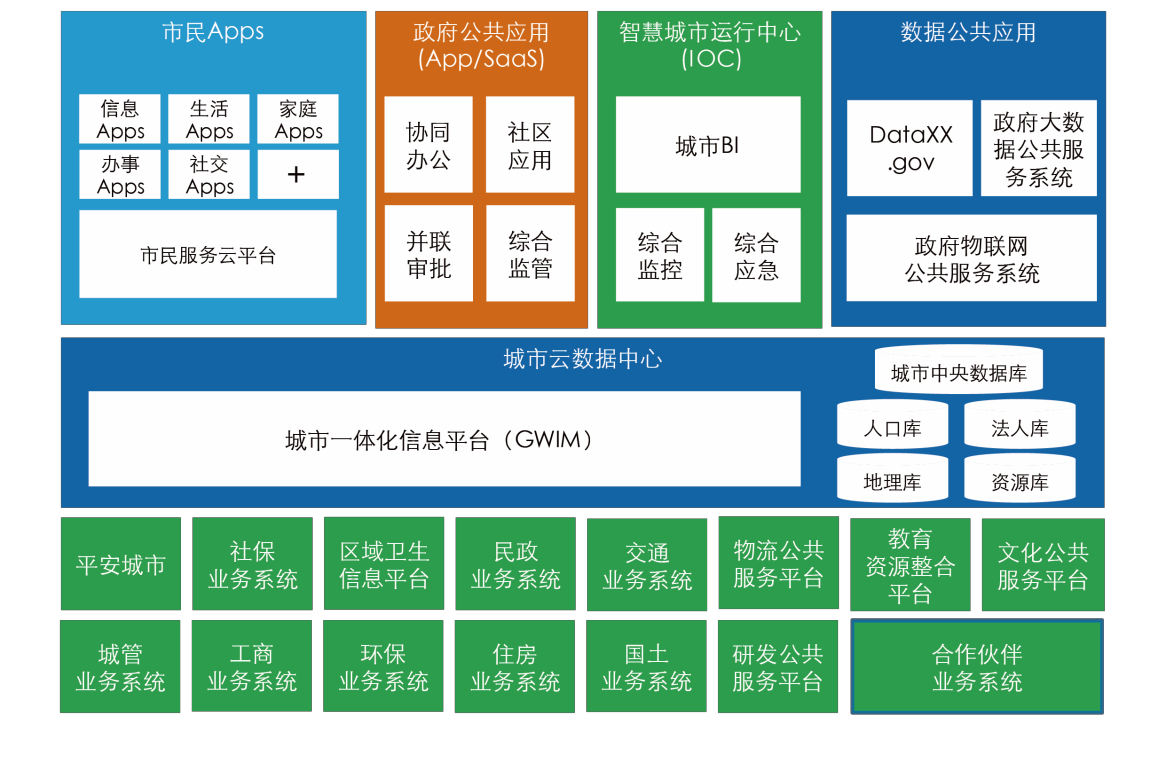 市民Apps
信息
Apps
生活
Apps
家庭
Apps
办事
Apps
社交
Apps
+
市民服务云平台
政府公共应用
(App/SaaS)
协同
办公
社区
应用
并联
审批
综合
监管
智慧城市运行中心
(IOC)
城市BI
综合
监控
综合
应急
数据公共应用
DataXX
.gov
政府大数
据公共服
务系统
政府物联网
公共服务系统
城市云数据中心
城市一体化信息平台（GWIM）
城市中央数据库
人口库
法人库
地理库
资源库
平安城市
社保
业务系统
区域卫生
信息平台
民政
业务系统
交通
业务系统
物流公共
服务平台
教育
资源整合
平台
文化公共
服务平台
城管
业务系统
工商
业务系统
环保
业务系统
住房
业务系统
国土
业务系统
研发公共
服务平台
合作伙伴
业务系统